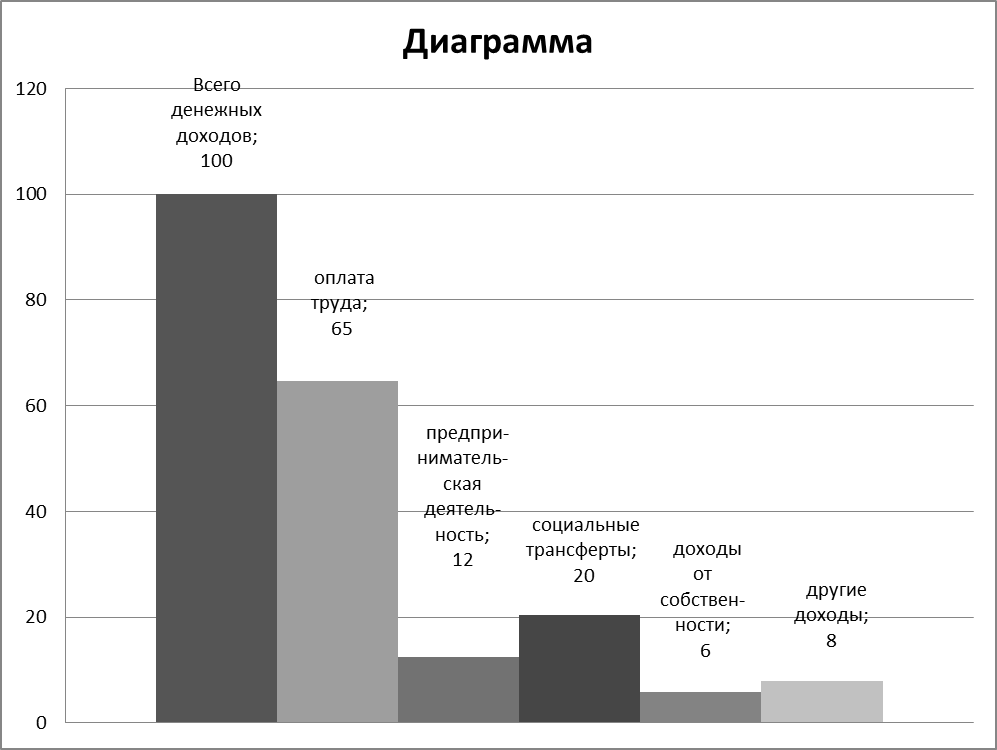 Диаграмма
120
100
80
60
40
20
0
Всего
денежных
доходов;
100
оплата
труда;
65
предпри-
ниматель-
ская
деятель-
ность;
12
социальные
трансферты;
20
доходы
от
собствен-
ности;
6
другие
доходы;
8